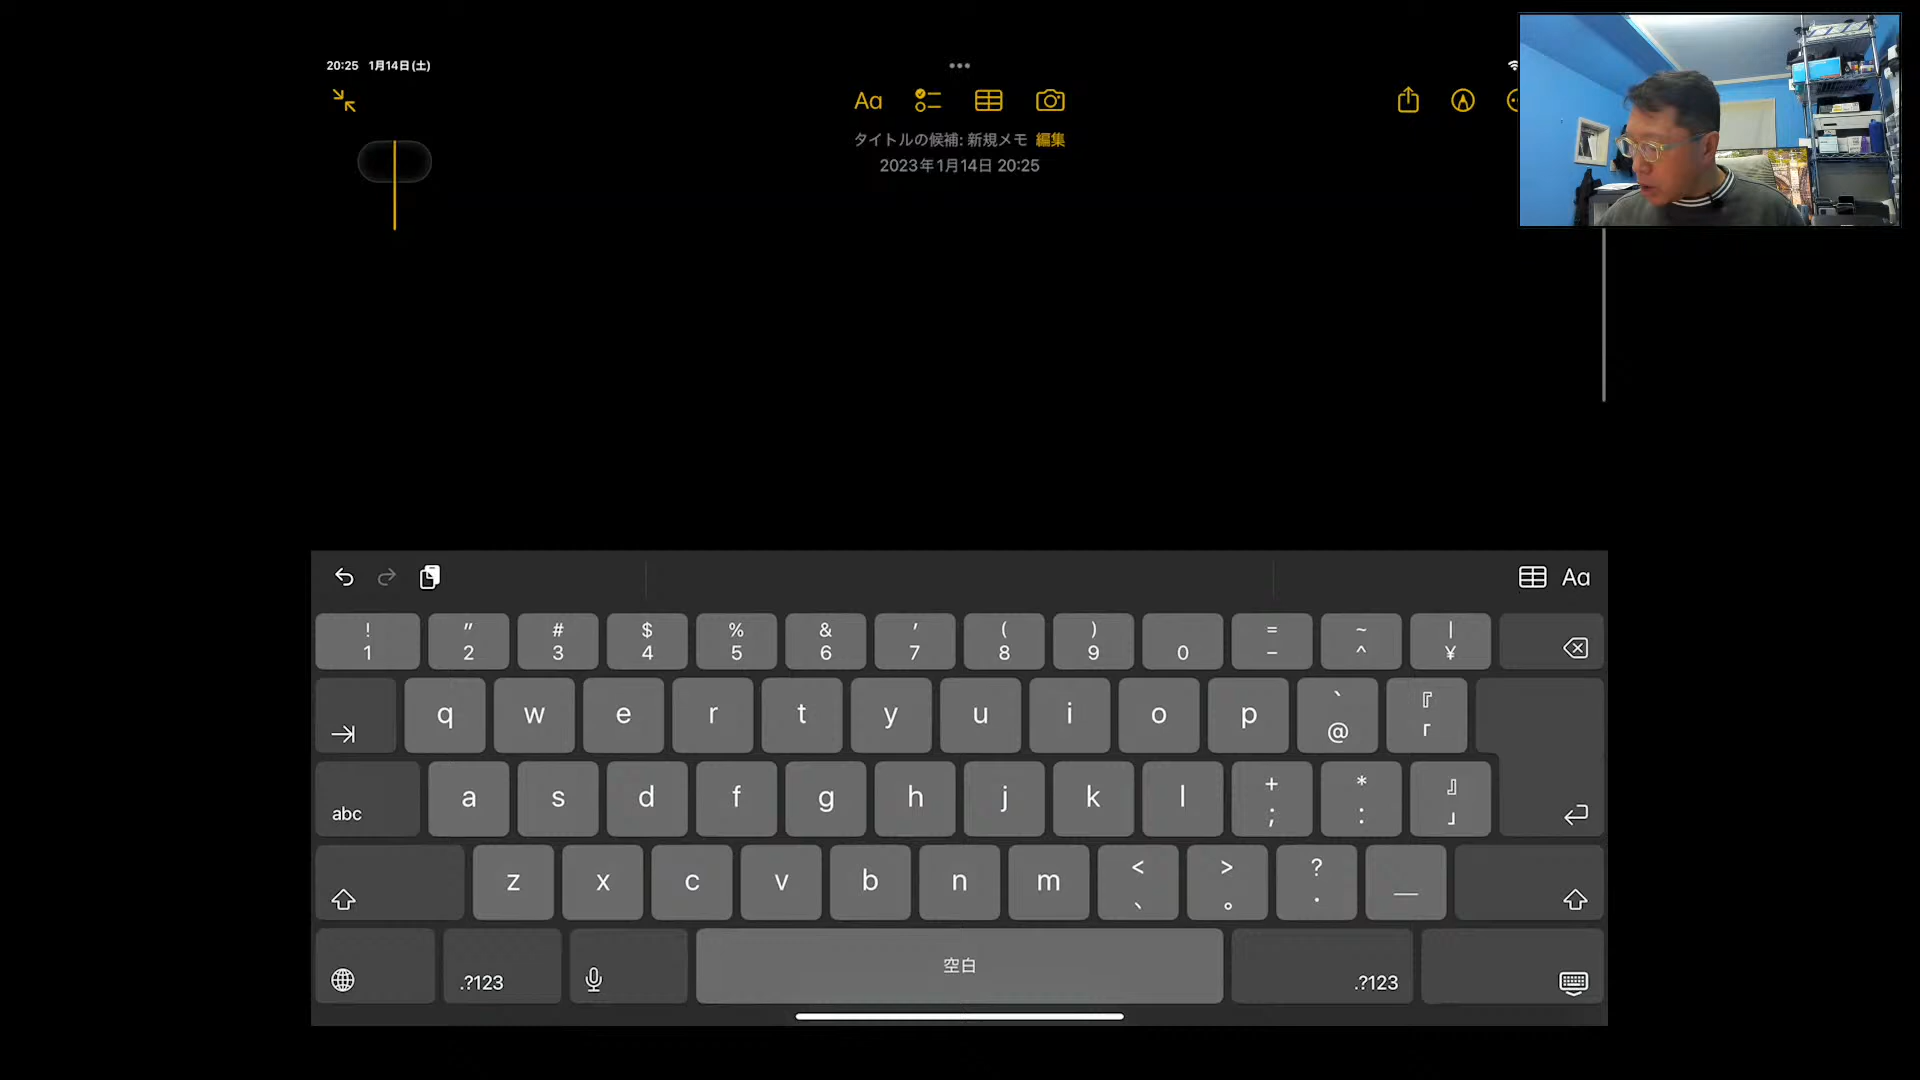 20:25 1月14日(土)
Aa
タイトルの候補: 新規メモ 編集
2023年1月14日 20:25
Aa
! " # $ % & ' ( ) = ~ |
1 2 3 4 5 6 7 8 9 0 − ^ ¥
q w e r t y u i o p ` @ 『 「
abc a s d f g h j k l + ; * : 』 」
z x c v b n m < 、 > 。 ? ・ _
.?123 空白 .?123